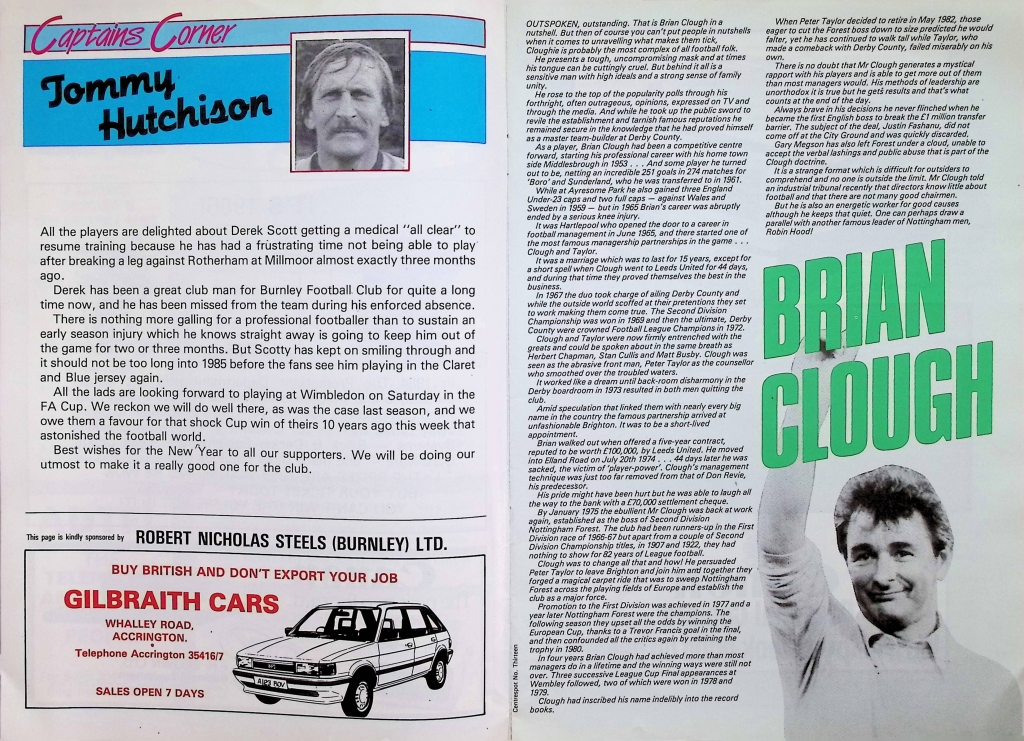 Captains Corner
Tommy
Hutchison
All the players are delighted about Derek Scott getting a medical "all clear" to
resume training because he has had a frustrating time not being able to play
after breaking a leg against Rotherham at Millmoor almost exactly three months
ago.
Derek has been a great club man for Burnley Football Club for quite a long
time now, and he has been missed from the team during his enforced absence.
There is nothing more galling for a professional footballer than to sustain an
early season injury which he knows straight away is going to keep him out of
the game for two or three months. But Scotty has kept on smiling through and
it should not be too long into 1985 before the fans see him playing in the Claret
and Blue jersey again.
All the lads are looking forward to playing at Wimbledon on Saturday in the
FA Cup. We reckon we will do well there, as was the case last season, and we
owe them a favour for that shock Cup win of theirs 10 years ago this week that
astonished the football world.
Best wishes for the New Year to all our supporters. We will be doing our
utmost to make it a really good one for the club.
This page is kindly sponsored by ROBERT NICHOLAS STEELS (BURNLEY) LTD.
BUY BRITISH AND DON'T EXPORT YOUR JOB
GILBRAITH CARS
WHALLEY ROAD,
ACCRINGTON.
Telephone Accrington 35416/7
SALES OPEN 7 DAYS
OUTSPOKEN, outstanding. That is Brian Clough in a
nutshell. But then of course you can't put people in nutshells
when it comes to unravelling what makes them tick,
Cloughie is probably the most complex of all football folk.
He presents a tough, uncompromising mask and at times
his tongue can be cuttingly cruel. But behind it all is a
sensitive man with high ideals and a strong sense of family
unity.
He rose to the top of the popularity polls through his
forthright, often outrageous, opinions, expressed on TV and
through the media. And while he took up the public sword to
revile the establishment and tarnish famous reputations he
remained secure in the knowledge that he had proved himself
as a master team-builder at Derby County.
As a player, Brian Clough had been a competitive centre
forward, starting his professional career with his home town
side Middlesbrough in 1953 . . . And some player he turned
out to be, netting an incredible 251 goals in 274 matches for
'Boro' and Sunderland, who he was transferred to in 1961.
While at Ayresome Park he also gained three England
Under-23 caps and two full caps — against Wales and
Sweden in 1959 — but in 1965 Brian's career was abruptly
ended by a serious knee injury.
It was Hartlepool who opened the door to a career in
football management in June 1965, and there started one of
the most famous managership partnerships in the game . . .
Clough and Taylor.
It was a marriage which was to last for 15 years, except for
a short spell when Clough went to Leeds United for 44 days,
and during that time they proved themselves the best in the
business.
In 1967 the duo took charge of ailing Derby County and
while the outside world scoffed at their pretentions they set
to work making them come true. The Second Division
Championship was won in 1969 and then the ultimate, Derby
County were crowned Football League Champions in 1972.
Clough and Taylor were now firmly entrenched with the
greats and could be spoken about in the same breath as
Herbert Chapman, Stan Cullis and Matt Busby. Clough was
seen as the abrasive front man, Peter Taylor as the counsellor
who smoothed over the troubled waters.
It worked like a dream until back-room disharmony in the
Derby boardroom in 1973 resulted in both men quitting the
club.
Amid speculation that linked them with nearly every big
name in the country the famous partnership arrived at
unfashionable Brighton. It was to be a short-lived
appointment.
Brian walked out when offered a five-year contract,
reputed to be worth £100,000, by Leeds United. He moved
into Elland Road on July 20th 1974 . . . 44 days later he was
sacked, the victim of 'player-power'. Clough's management
technique was just too far removed from that of Don Revie,
his predecessor.
His pride might have been hurt but he was able to laugh all
the way to the bank with a £70,000 settlement cheque.
By January 1975 the ebullient Mr Clough was back at work
again, established as the boss of Second Division
Nottingham Forest. The club had been runners-up in the First
Division race of 1966-67 but apart from a couple of Second
Division Championship titles, in 1907 and 1922, they had
nothing to show for 82 years of League football.
Clough was to change all that and how! He persuaded
Peter Taylor to leave Brighton and join him and together they
forged a magical carpet ride that was to sweep Nottingham
Forest across the playing fields of Europe and establish the
club as a major force.
Promotion to the First Division was achieved in 1977 and a
year later Nottingham Forest were the champions. The
following season they upset all the odds by winning the
European Cup, thanks to a Trevor Francis goal in the final,
and then confounded all the critics again by retaining the
trophy in 1980.
In four years Brian Clough had achieved more than most
managers do in a lifetime and the winning ways were still not
over. Three successive League Cup Final appearances at
Wembley followed, two of which were won in 1978 and
1979.
Clough had inscribed his name indelibly into the record
books.
Centrespot No. Thirteen
When Peter Taylor decided to retire in May 1982, those
eager to cut the Forest boss down to size predicted he would
falter, yet he has continued to walk tall while Taylor, who
made a comeback with Derby County, failed miserably on his
own.
There is no doubt that Mr Clough generates a mystical
rapport with his players and is able to get more out of them
than most managers would. His methods of leadership are
unorthodox it is true but he gets results and that's what
counts at the end of the day.
Always brave in his decisions he never flinched when he
became the first English boss to break the £1 million transfer
barrier. The subject of the deal, Justin Fashanu, did not
come off at the City Ground and was quickly discarded.
Gary Megson has also left Forest under a cloud, unable to
accept the verbal lashings and public abuse that is part of the
Clough doctrine.
It is a strange format which is difficult for outsiders to
comprehend and no one is outside the limit. Mr Clough told
an industrial tribunal recently that directors know little about
football and that there are not many good chairmen.
But he is also an energetic worker for good causes
although he keeps that quiet. One can perhaps draw a
parallel with another famous leader of Nottingham men,
Robin Hood!
BRIAN
CLOUGH